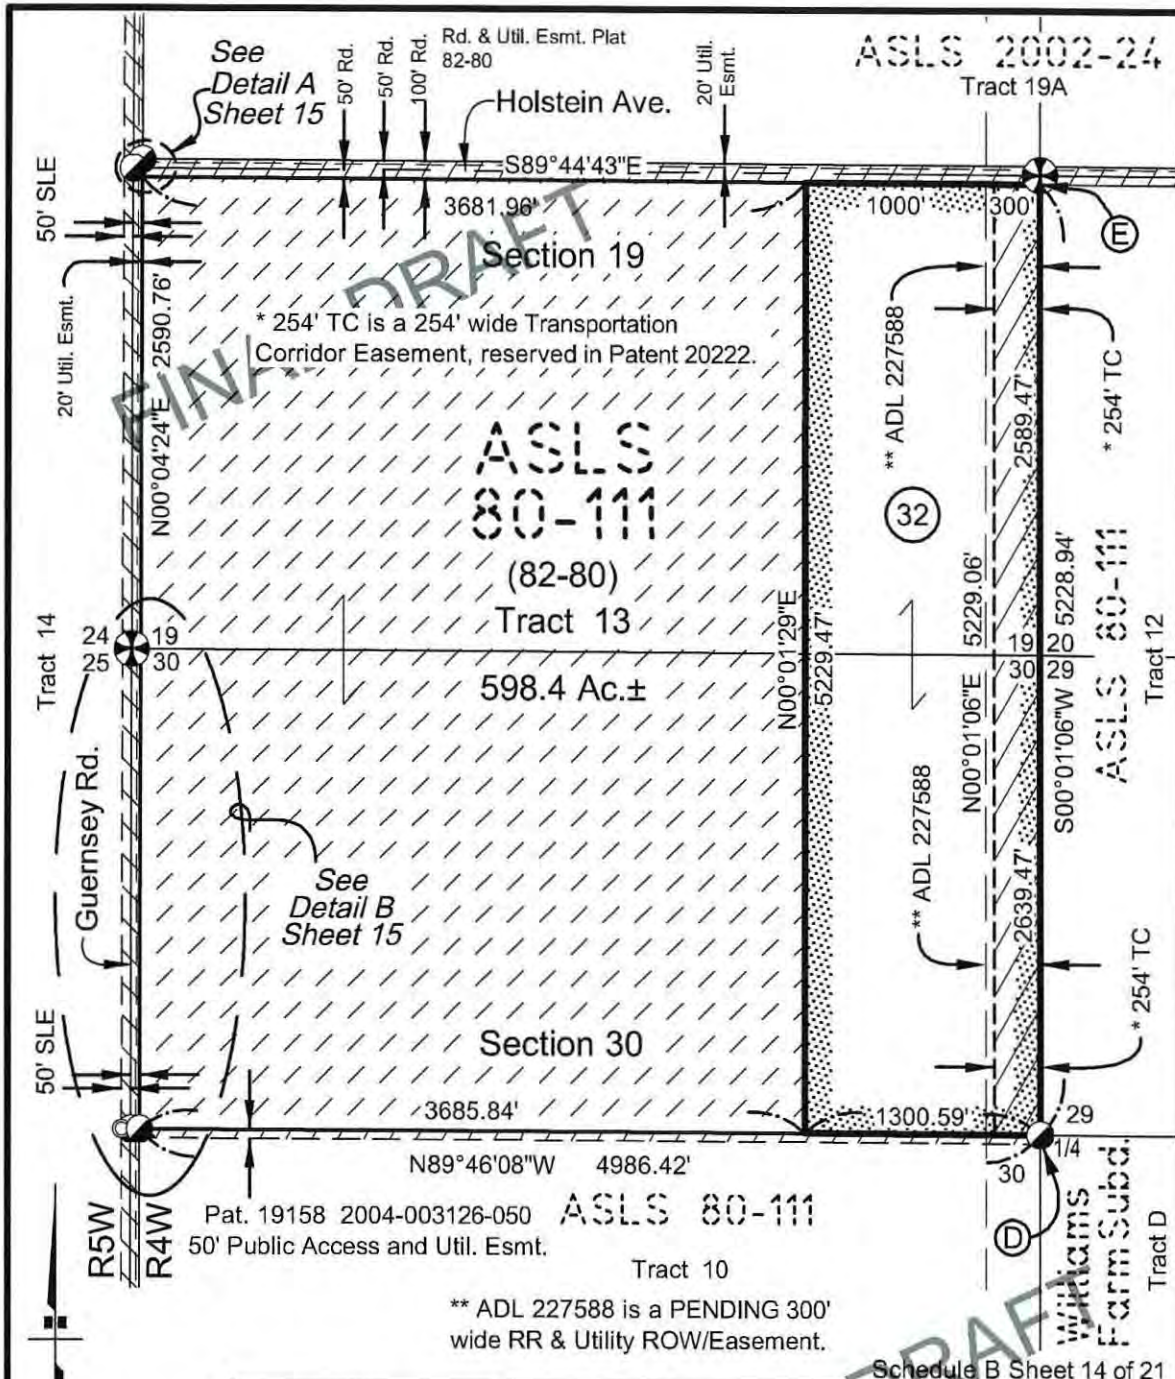 See
Detail A
Sheet 15
50' Rd.
50' Rd.
100' Rd.
Rd. & Util. Esmt. Plat
82-80
Holstein Ave.
20' Util.
Esmt.
ASLS 2002-24
Tract 19A
S89°44'43"E
50' SLE
3681.96'
1000'
300'
E
Section 19
FINAL DRAFT
20' Util. Esmt.
N00°04'24"E 2590.76'
* 254' TC is a 254' wide Transportation
Corridor Easement, reserved in Patent 20222.
** ADL 227588
2589.47'
* 254' TC
ASLS
80-111
(82-80)
Tract 13
598.4 Ac.±
32
N00°01'29"E
5229.47'
N00°01'06"E 5229.06'
S00°01'06"W 5228.94'
ASLS 80-111
Tract 12
Tract 14
24 19
25 30
19 20
30 29
Guernsey Rd.
See
Detail B
Sheet 15
** ADL 227588
2639.47'
* 254' TC
50' SLE
Section 30
3685.84'
1300.59'
29
1/4
30
N89°46'08"W 4986.42'
D
R5W
R4W
Pat. 19158 2004-003126-050
50' Public Access and Util. Esmt.
ASLS 80-111
Tract 10
Williams
Farm Subd.
Tract D
** ADL 227588 is a PENDING 300'
wide RR & Utility ROW/Easement.
RAFT
Schedule B Sheet 14 of 21